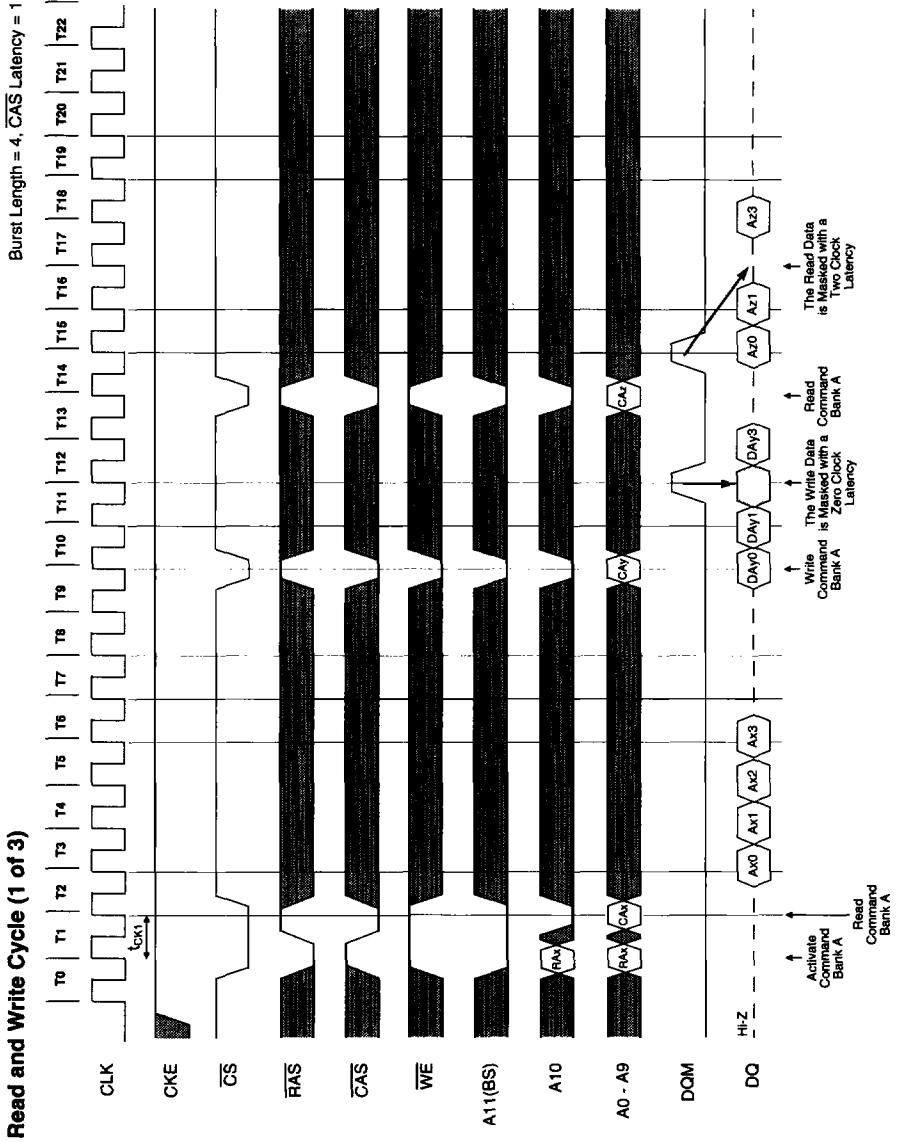 Read and Write Cycle (1 of 3)
Burst Length = 4, CAS Latency = 1
T0 T1 T2 T3 T4 T5 T6 T7 T8 T9 T10 T11 T12 T13 T14 T15 T16 T17 T18 T19 T20 T21 T22
CLK
tCK1
CKE
CS
RAS
CAS
WE
A11(BS)
A10
RAx
A0 - A9
RAx CAx CAy CAz
DQM
DQ
Hi-Z
Ax0 Ax1 Ax2 Ax3 DAy0 DAy1 DAy3 Az0 Az1 Az3
Activate
Command
Bank A
Read
Command
Bank A
Write
Command
Bank A
The Write Data
is Masked with a
Zero Clock
Latency
Read
Command
Bank A
The Read Data
is Masked with a
Two Clock
Latency